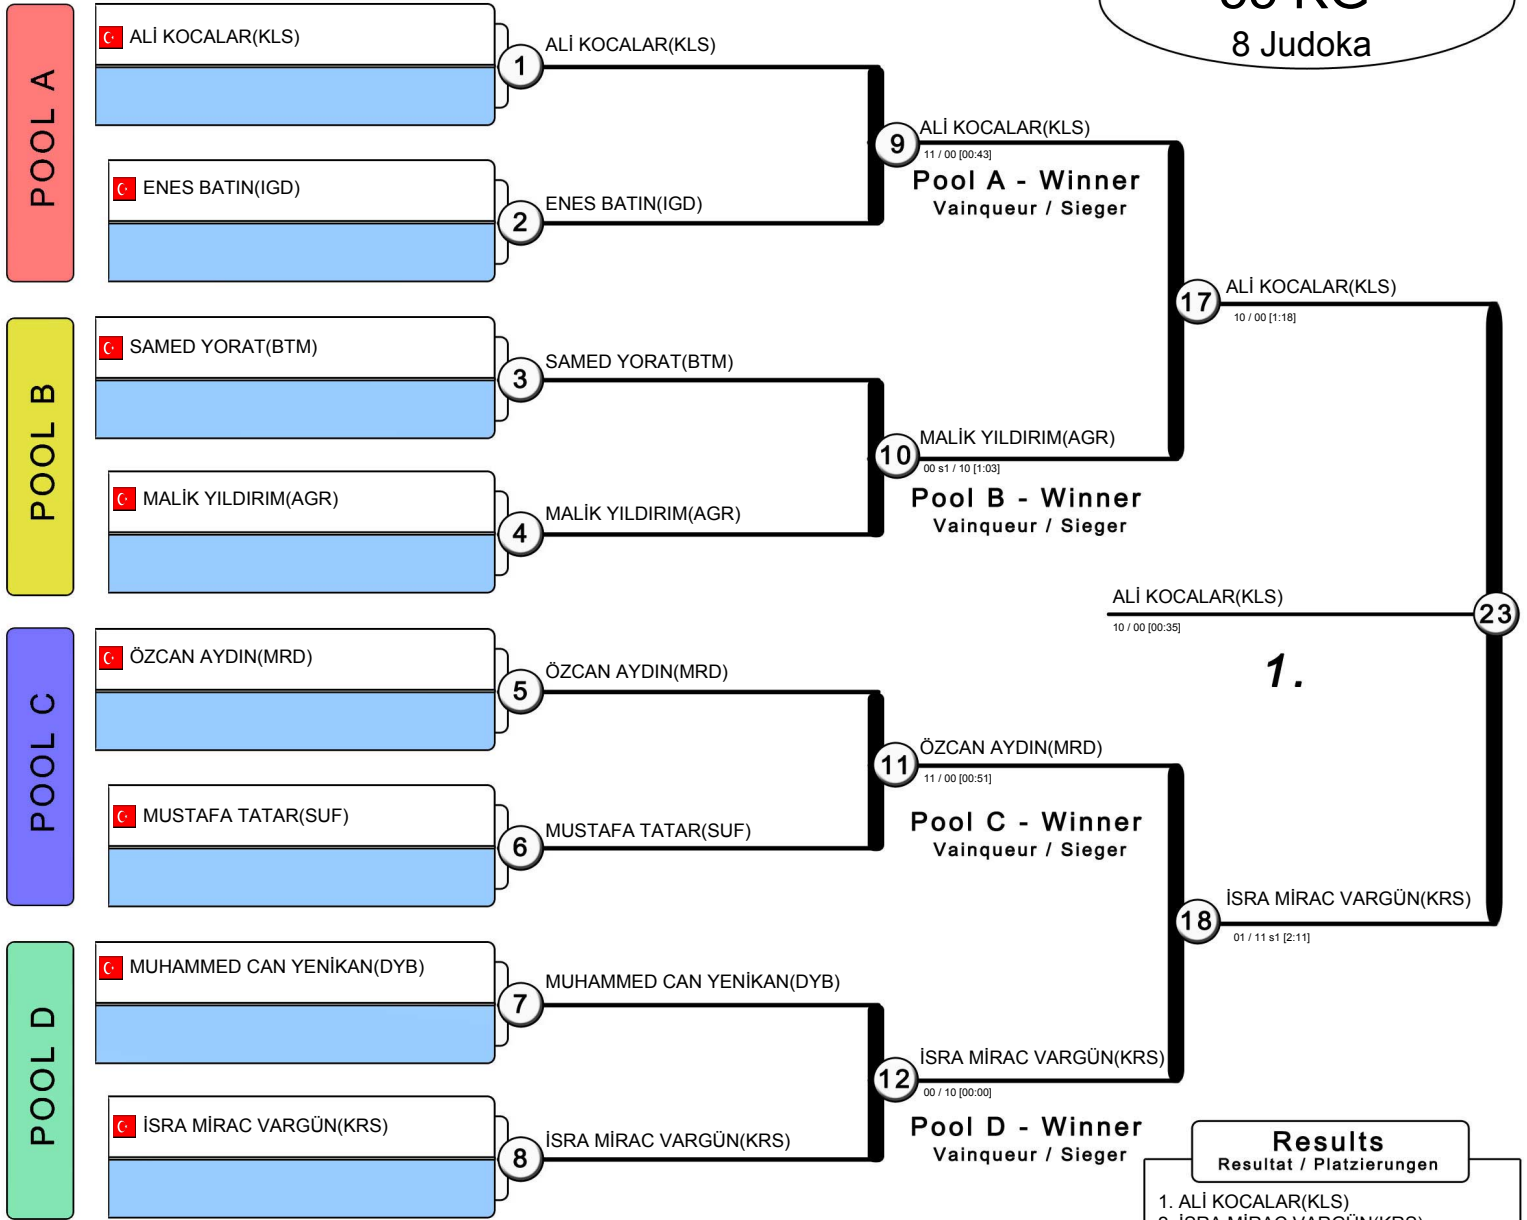 KG
8 Judoka
POOL A
ALİ KOCALAR(KLS)
1
ALİ KOCALAR(KLS)
ENES BATIN(IGD)
2
ENES BATIN(IGD)
9
ALİ KOCALAR(KLS)
11 / 00 [00:43]
Pool A - Winner
Vainqueur / Sieger
POOL B
SAMED YORAT(BTM)
3
SAMED YORAT(BTM)
MALİK YILDIRIM(AGR)
4
MALİK YILDIRIM(AGR)
10
MALİK YILDIRIM(AGR)
00 s1 / 10 [1:03]
Pool B - Winner
Vainqueur / Sieger
17
ALİ KOCALAR(KLS)
10 / 00 [1:18]
POOL C
ÖZCAN AYDIN(MRD)
5
ÖZCAN AYDIN(MRD)
MUSTAFA TATAR(SUF)
6
MUSTAFA TATAR(SUF)
11
ÖZCAN AYDIN(MRD)
11 / 00 [00:51]
Pool C - Winner
Vainqueur / Sieger
POOL D
MUHAMMED CAN YENİKAN(DYB)
7
MUHAMMED CAN YENİKAN(DYB)
İSRA MİRAC VARGÜN(KRS)
8
İSRA MİRAC VARGÜN(KRS)
12
İSRA MİRAC VARGÜN(KRS)
00 / 10 [00:00]
Pool D - Winner
Vainqueur / Sieger
18
İSRA MİRAC VARGÜN(KRS)
01 / 11 s1 [2:11]
23
ALİ KOCALAR(KLS)
10 / 00 [00:35]
1.
Results
Resultat / Platzierungen
1. ALİ KOCALAR(KLS)
2. İSRA MİRAC VARGÜN(KRS)